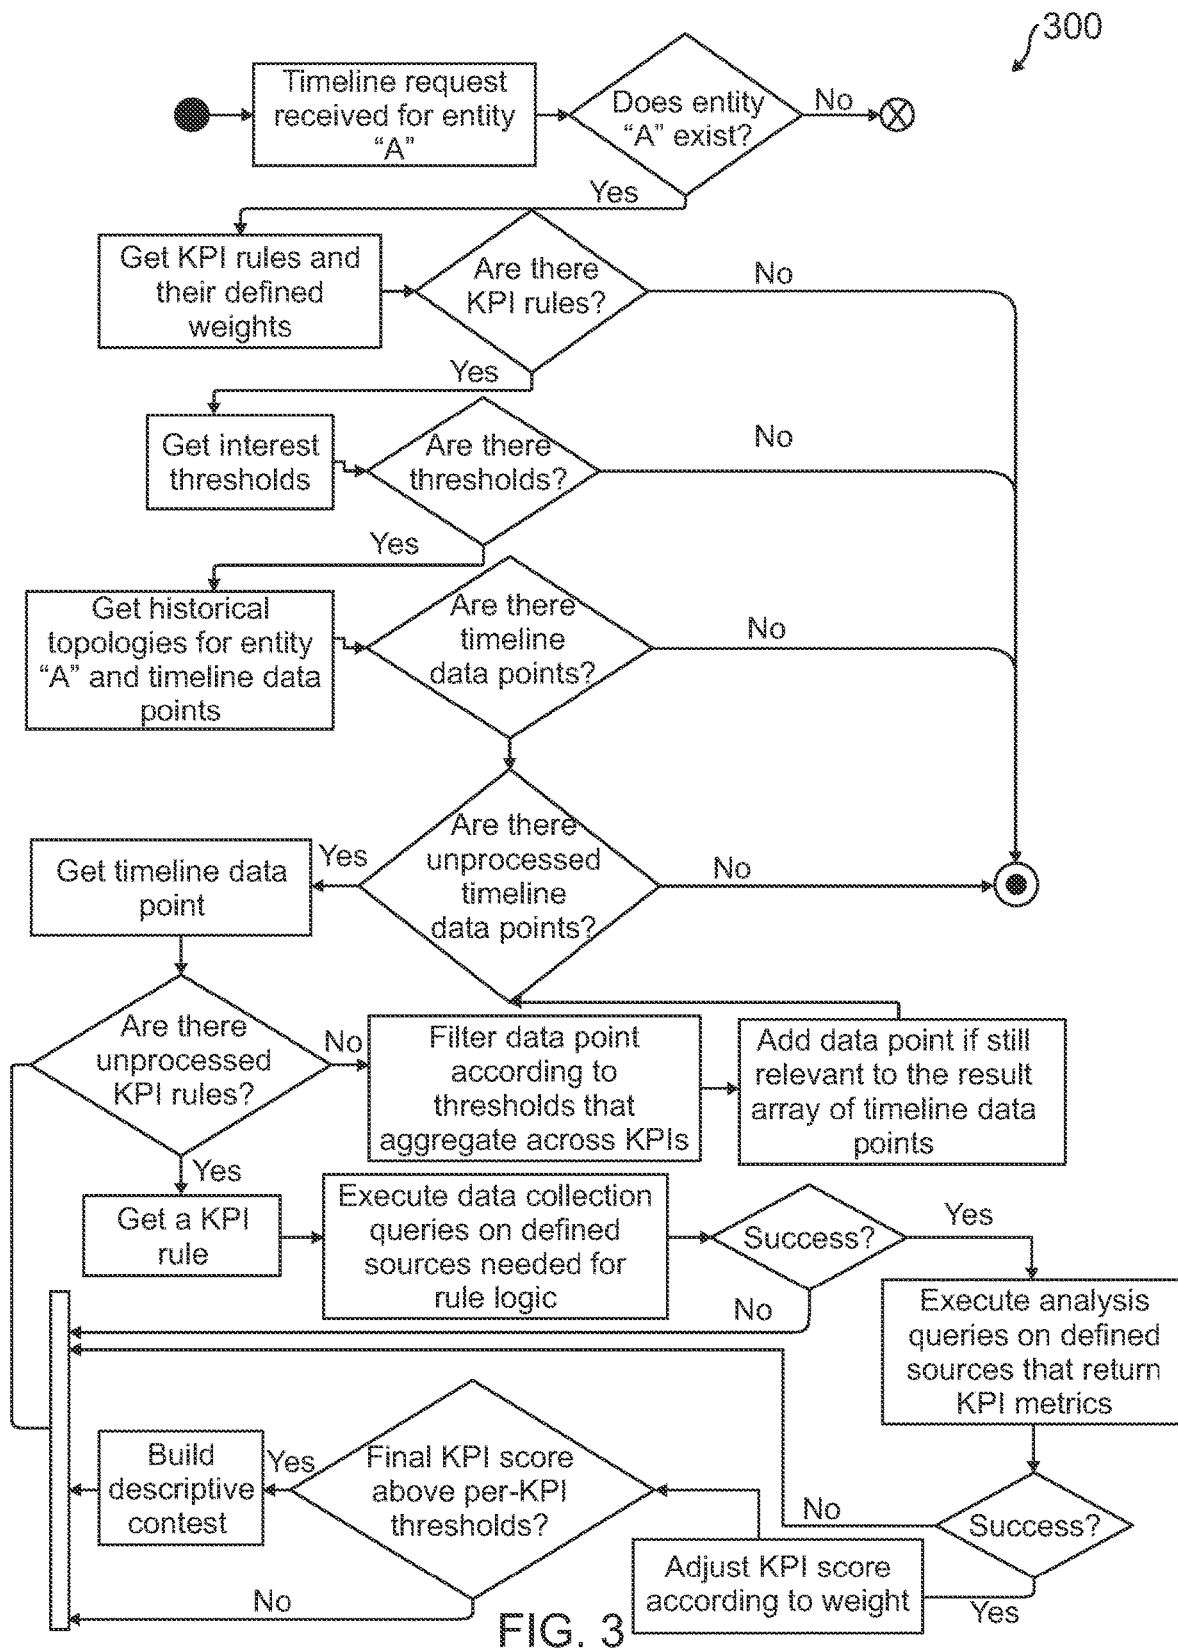 300
Timeline request
received for entity
“A”
Does entity
“A” exist?
No
Yes
Get KPI rules and
their defined
weights
Are there
KPI rules?
No
Yes
Get interest
thresholds
Are there
thresholds?
No
Yes
Get historical
topologies for entity
“A” and timeline data
points
Are there
timeline
data points?
No
Are there
unprocessed
timeline
data points?
Yes
No
Get timeline data
point
Are there
unprocessed
KPI rules?
No
Filter data point
according to
thresholds that
aggregate across KPIs
Add data point if still
relevant to the result
array of timeline data
points
Yes
Get a KPI
rule
Execute data collection
queries on defined
sources needed for
rule logic
Success?
Yes
No
Execute analysis
queries on defined
sources that return
KPI metrics
Success?
No
Yes
Adjust KPI score
according to weight
Final KPI score
above per-KPI
thresholds?
Yes
Build
descriptive
contest
No
FIG. 3